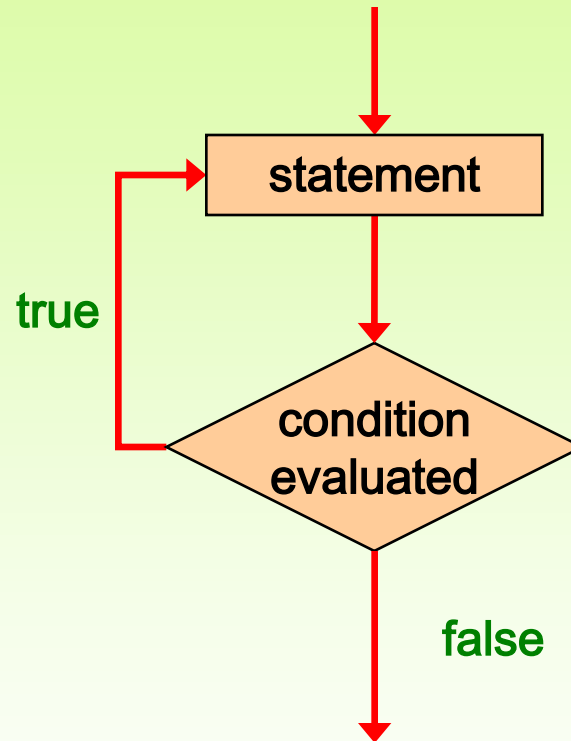 statement
true
condition
evaluated
false